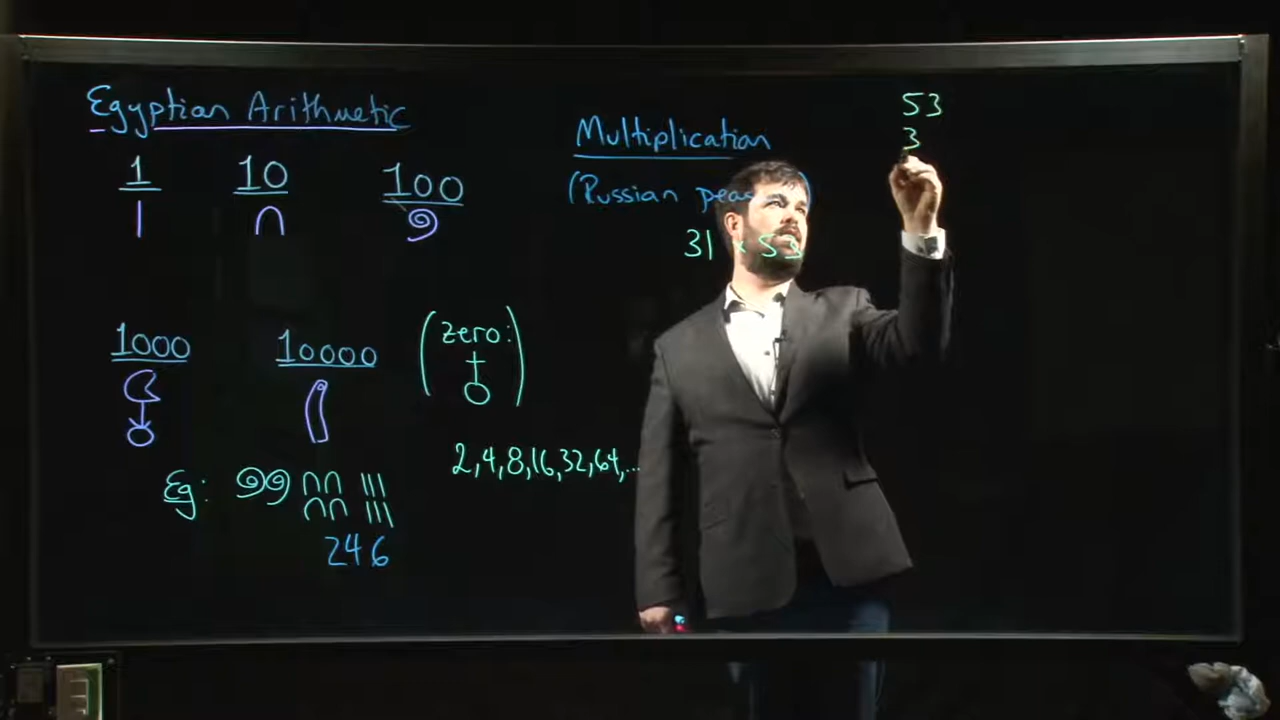 Egyptian Arithmetic
1 10 100
1000 10000
(zero:)
Eg:
246
2,4,8,16,32,64,...
Multiplication
(Russian )
31 × 53
53
3